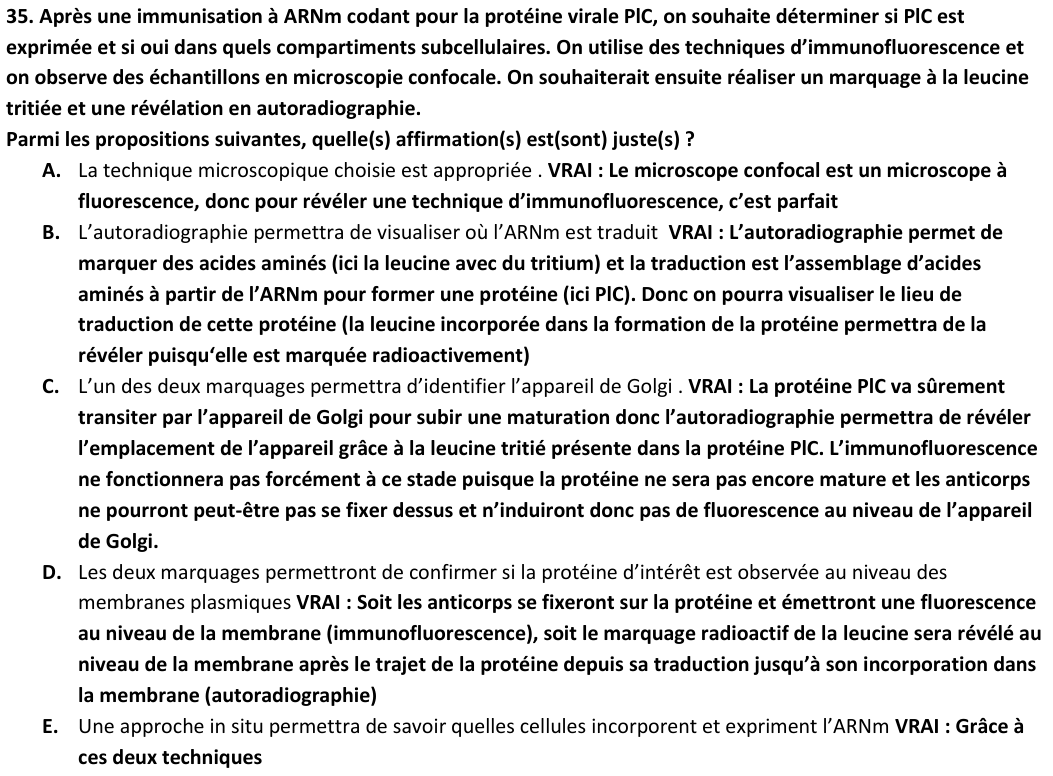 35. Après une immunisation à ARNm codant pour la protéine virale PlC, on souhaite déterminer si PlC est
exprimée et si oui dans quels compartiments subcellulaires. On utilise des techniques d’immunofluorescence et
on observe des échantillons en microscopie confocale. On souhaiterait ensuite réaliser un marquage à la leucine
tritiée et une révélation en autoradiographie.
Parmi les propositions suivantes, quelle(s) affirmation(s) est(sont) juste(s) ?
A. La technique microscopique choisie est appropriée . VRAI : Le microscope confocal est un microscope à
fluorescence, donc pour révéler une technique d’immunofluorescence, c’est parfait
B. L’autoradiographie permettra de visualiser où l’ARNm est traduit VRAI : L’autoradiographie permet de
marquer des acides aminés (ici la leucine avec du tritium) et la traduction est l’assemblage d’acides
aminés à partir de l’ARNm pour former une protéine (ici PlC). Donc on pourra visualiser le lieu de
traduction de cette protéine (la leucine incorporée dans la formation de la protéine permettra de la
révéler puisqu‘elle est marquée radioactivement)
C. L’un des deux marquages permettra d’identifier l’appareil de Golgi . VRAI : La protéine PlC va sûrement
transiter par l’appareil de Golgi pour subir une maturation donc l’autoradiographie permettra de révéler
l’emplacement de l’appareil grâce à la leucine tritié présente dans la protéine PlC. L’immunofluorescence
ne fonctionnera pas forcément à ce stade puisque la protéine ne sera pas encore mature et les anticorps
ne pourront peut-être pas se fixer dessus et n’induiront donc pas de fluorescence au niveau de l’appareil
de Golgi.
D. Les deux marquages permettront de confirmer si la protéine d’intérêt est observée au niveau des
membranes plasmiques VRAI : Soit les anticorps se fixeront sur la protéine et émettront une fluorescence
au niveau de la membrane (immunofluorescence), soit le marquage radioactif de la leucine sera révélé au
niveau de la membrane après le trajet de la protéine depuis sa traduction jusqu’à son incorporation dans
la membrane (autoradiographie)
E. Une approche in situ permettra de savoir quelles cellules incorporent et expriment l’ARNm VRAI : Grâce à
ces deux techniques